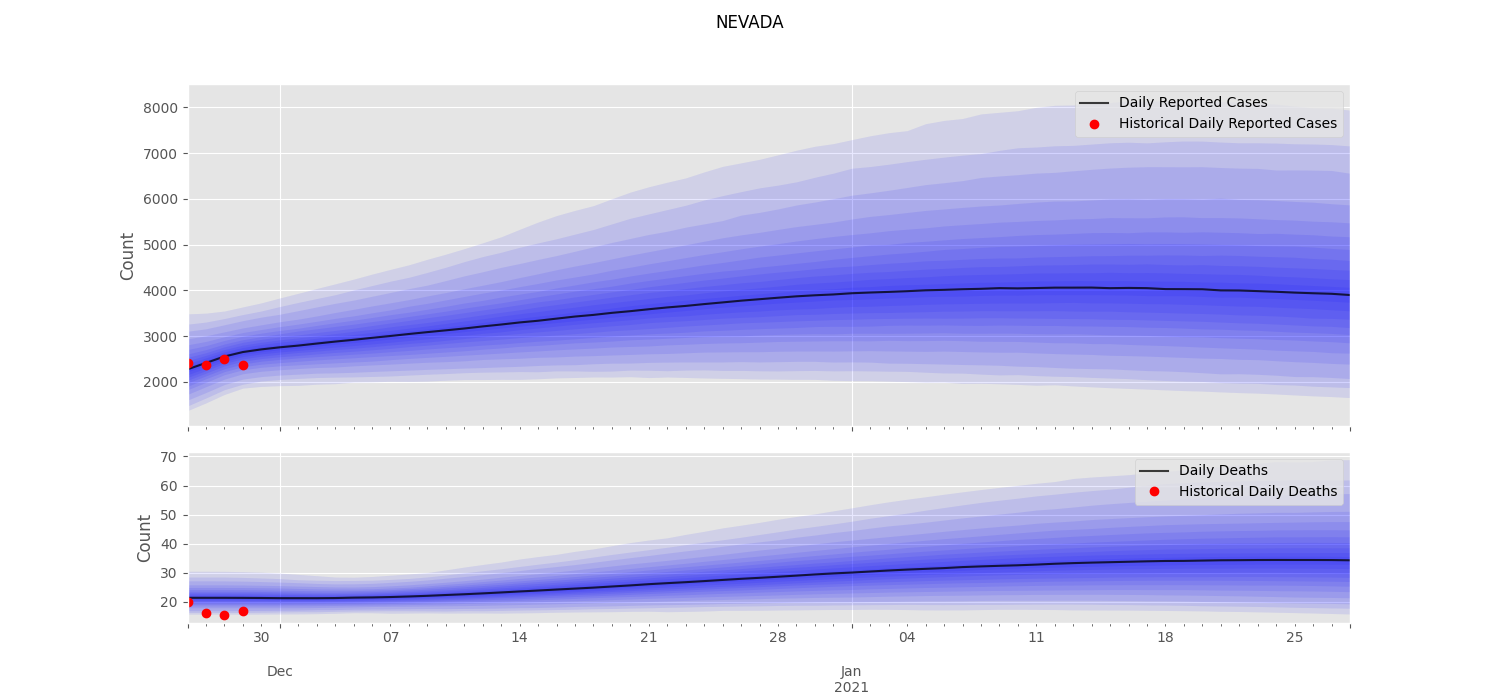 NEVADA
8000
7000
6000
5000
4000
3000
2000
Count
Daily Reported Cases
Historical Daily Reported Cases
70
60
50
40
30
20
Count
Daily Deaths
Historical Daily Deaths
30 07 14 21 28 04 11 18 25
Dec Jan
2021